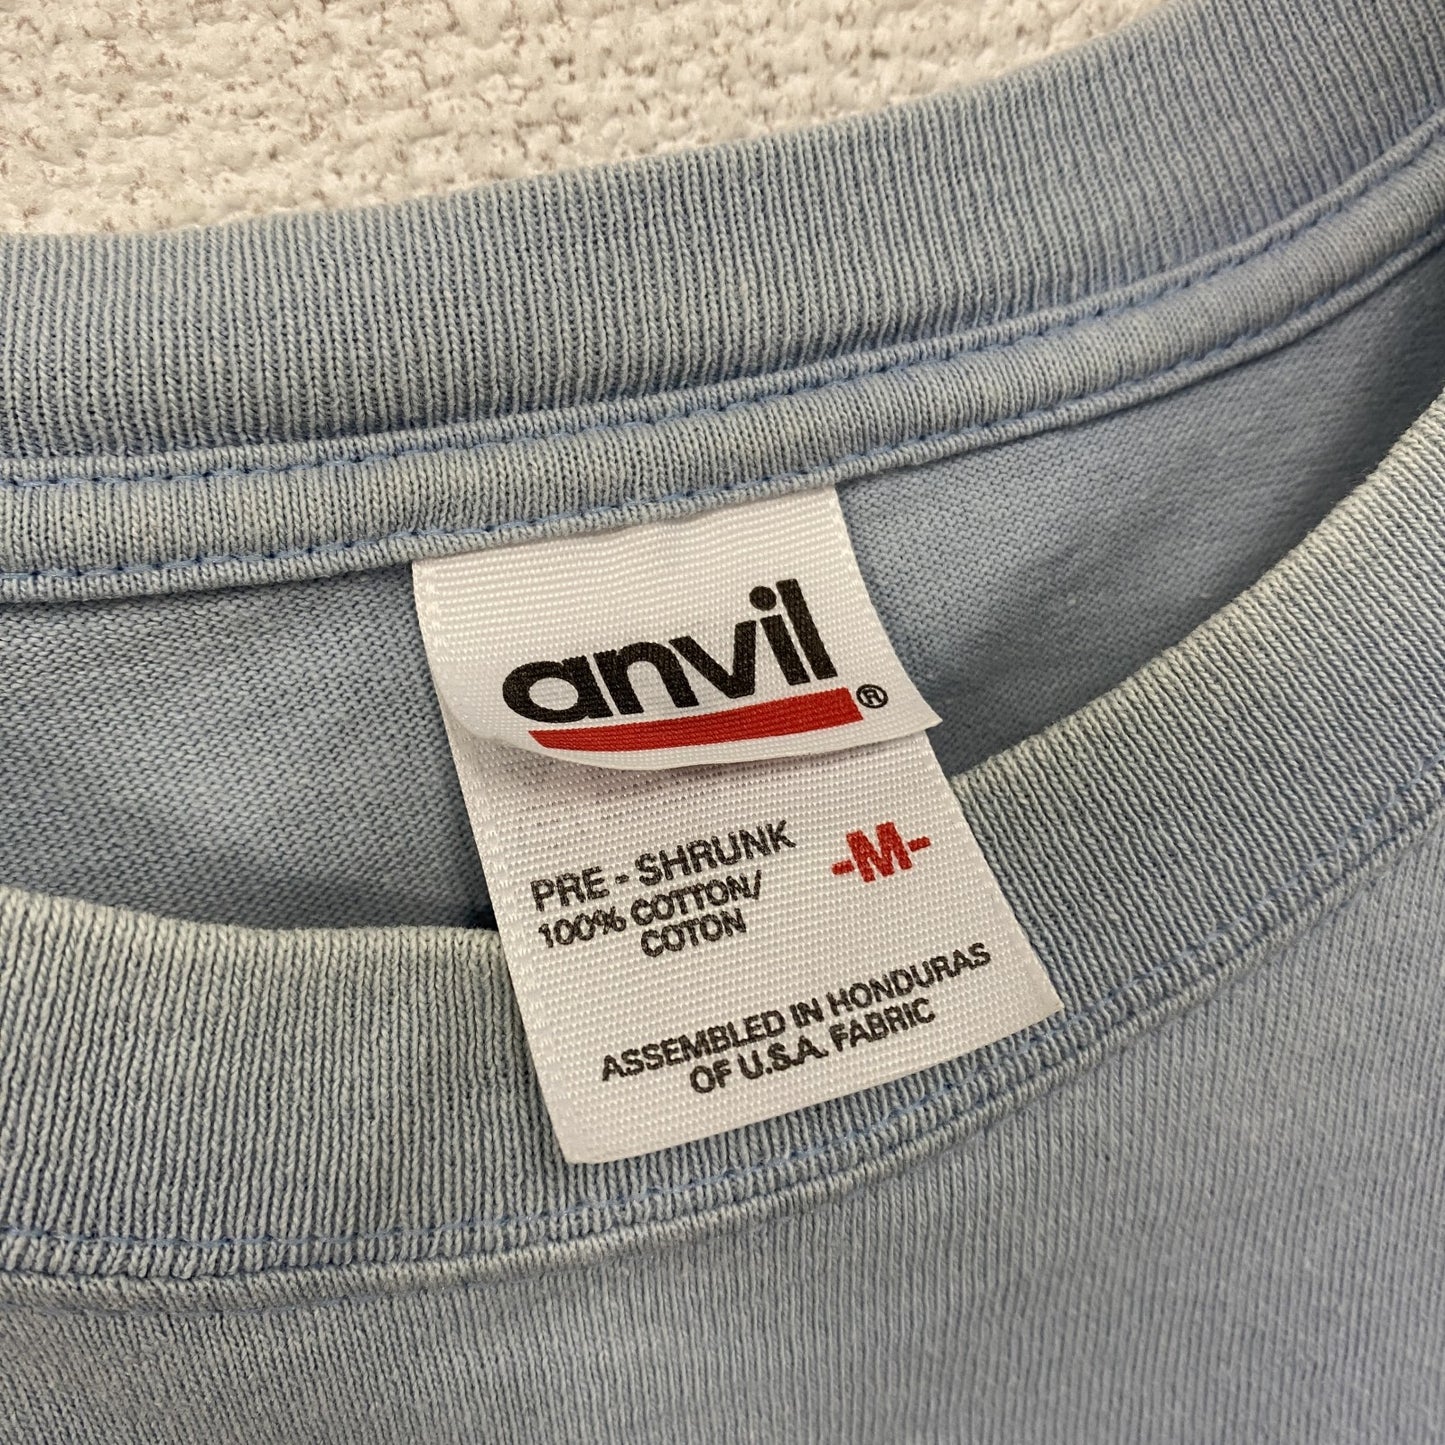 anvil®
PRE-SHRUNK -M-
100% COTTON/
COTON
ASSEMBLED IN HONDURAS
OF U.S.A. FABRIC